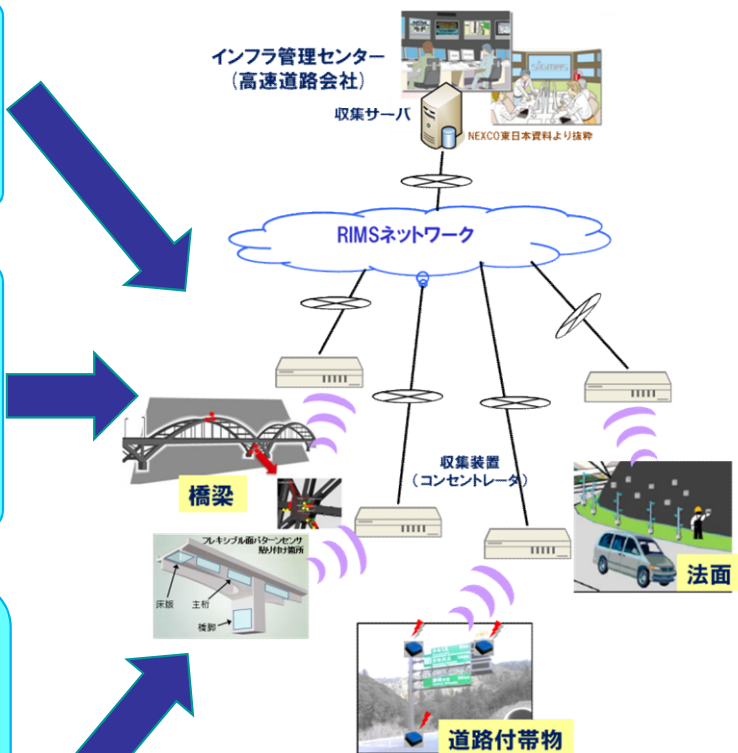 インフラ管理センター
(高速道路会社)
収集サーバ
NEXCO東日本資料より抜粋
RIMSネットワーク
収集装置
(コンセントレータ)
橋梁
フレキシブル面パターンセンサ
貼り付け箇所
床版
主桁
橋脚
法面
道路付帯物